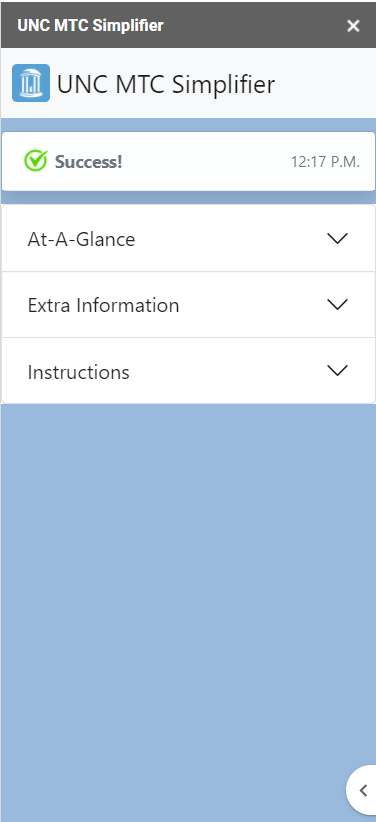 UNC MTC Simplifier
UNC MTC Simplifier
Success! 12:17 P.M.
At-A-Glance
Extra Information
Instructions